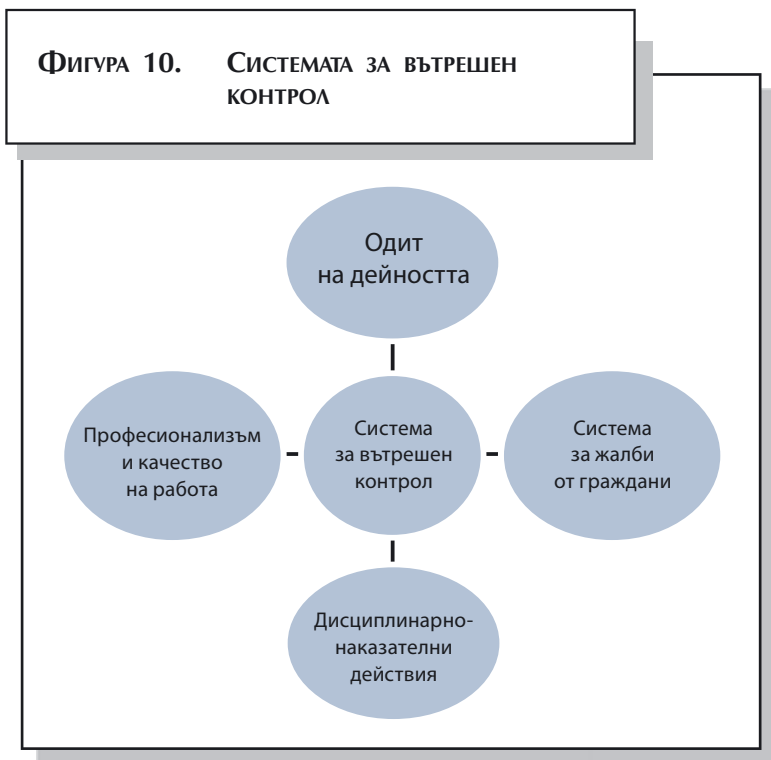 Фигура 10. Системата за вътрешен
контрол
Одит
на дейността
Професионализъм
и качество
на работа
Система
за вътрешен
контрол
Система
за жалби
от граждани
Дисциплинарно-
наказателни
действия